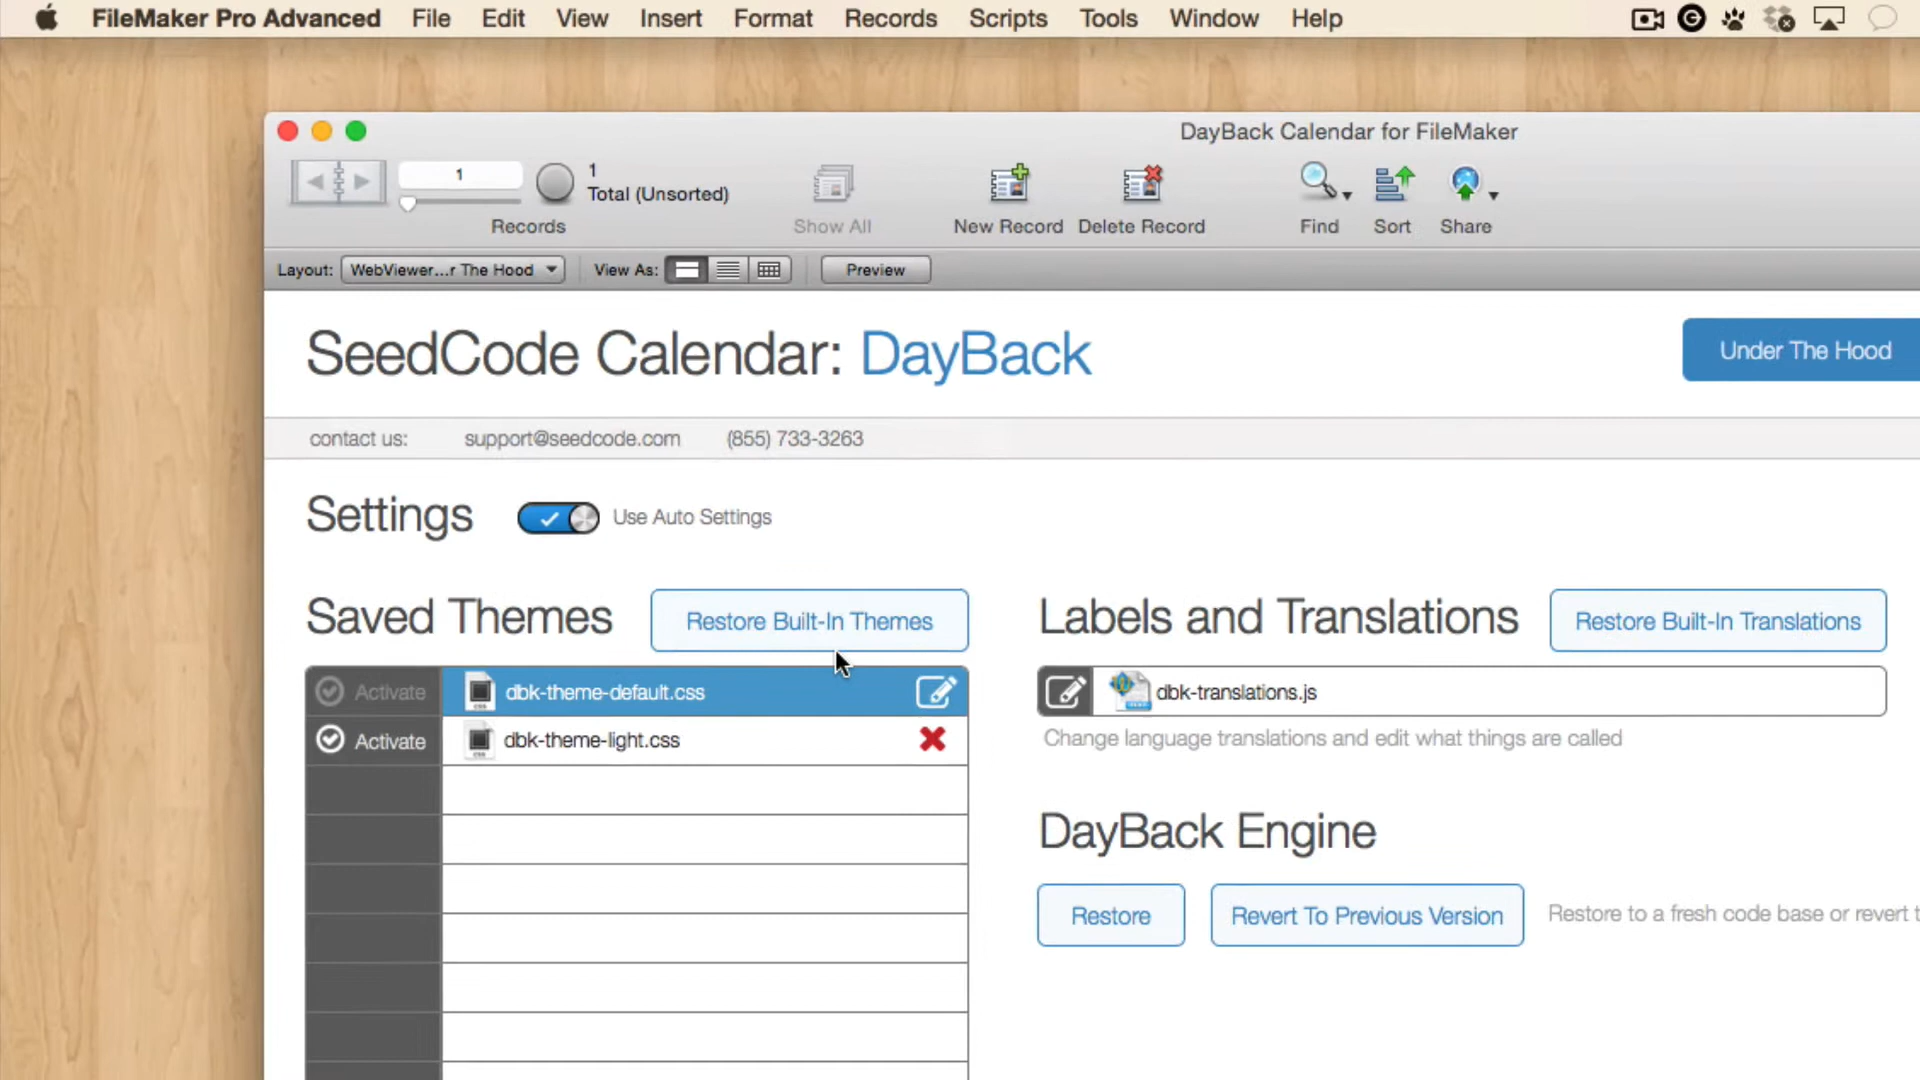 FileMaker Pro Advanced File Edit View Insert Format Records Scripts Tools Window Help
DayBack Calendar for FileMaker
1
1
Total (Unsorted)
Records
Show All
New Record
Delete Record
Find
Sort
Share
Layout: WebViewer...r The Hood View As: Preview
SeedCode Calendar: DayBack
Under The Hood
contact us: support@seedcode.com (855) 733-3263
Settings
Use Auto Settings
Saved Themes
Restore Built-In Themes
Activate dbk-theme-default.css
Activate dbk-theme-light.css
Labels and Translations
Restore Built-In Translations
dbk-translations.js
Change language translations and edit what things are called
DayBack Engine
Restore
Revert To Previous Version
Restore to a fresh code base or revert t